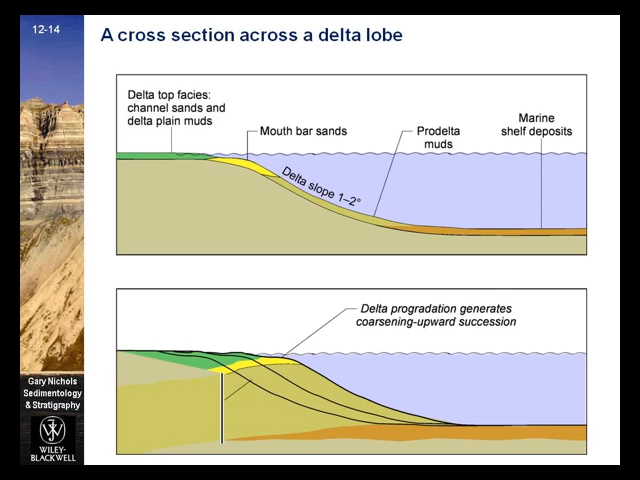 12-14
A cross section across a delta lobe
Delta top facies:
channel sands and
delta plain muds
Mouth bar sands
Prodelta
muds
Marine
shelf deposits
Delta slope 1–2°
Delta progradation generates
coarsening-upward succession
Gary Nichols
Sedimentology
& Stratigraphy
WILEY-
BLACKWELL